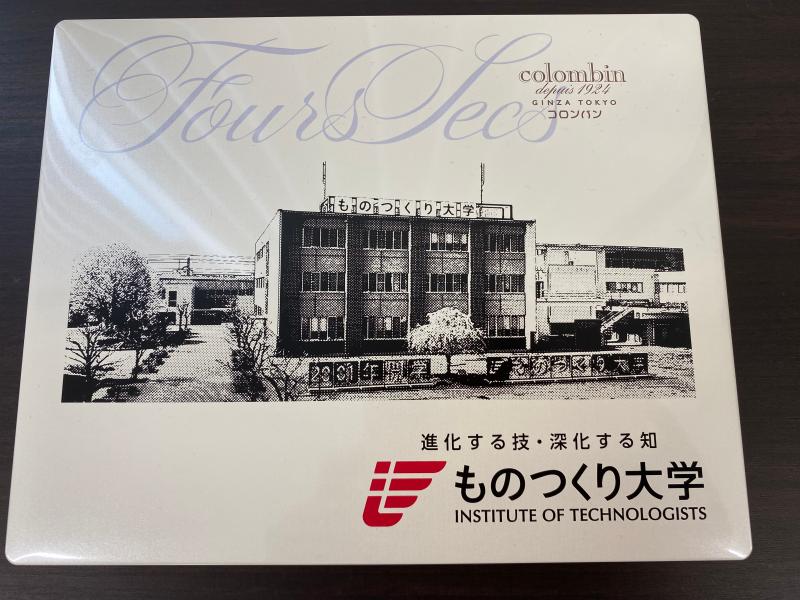 Fours Secs
colombin
depuis 1924
GINZA TOKYO
コロンバン
ものつくり大学
2001年開学
ものつくり大学
進化する技・深化する知
ものつくり大学
INSTITUTE OF TECHNOLOGISTS